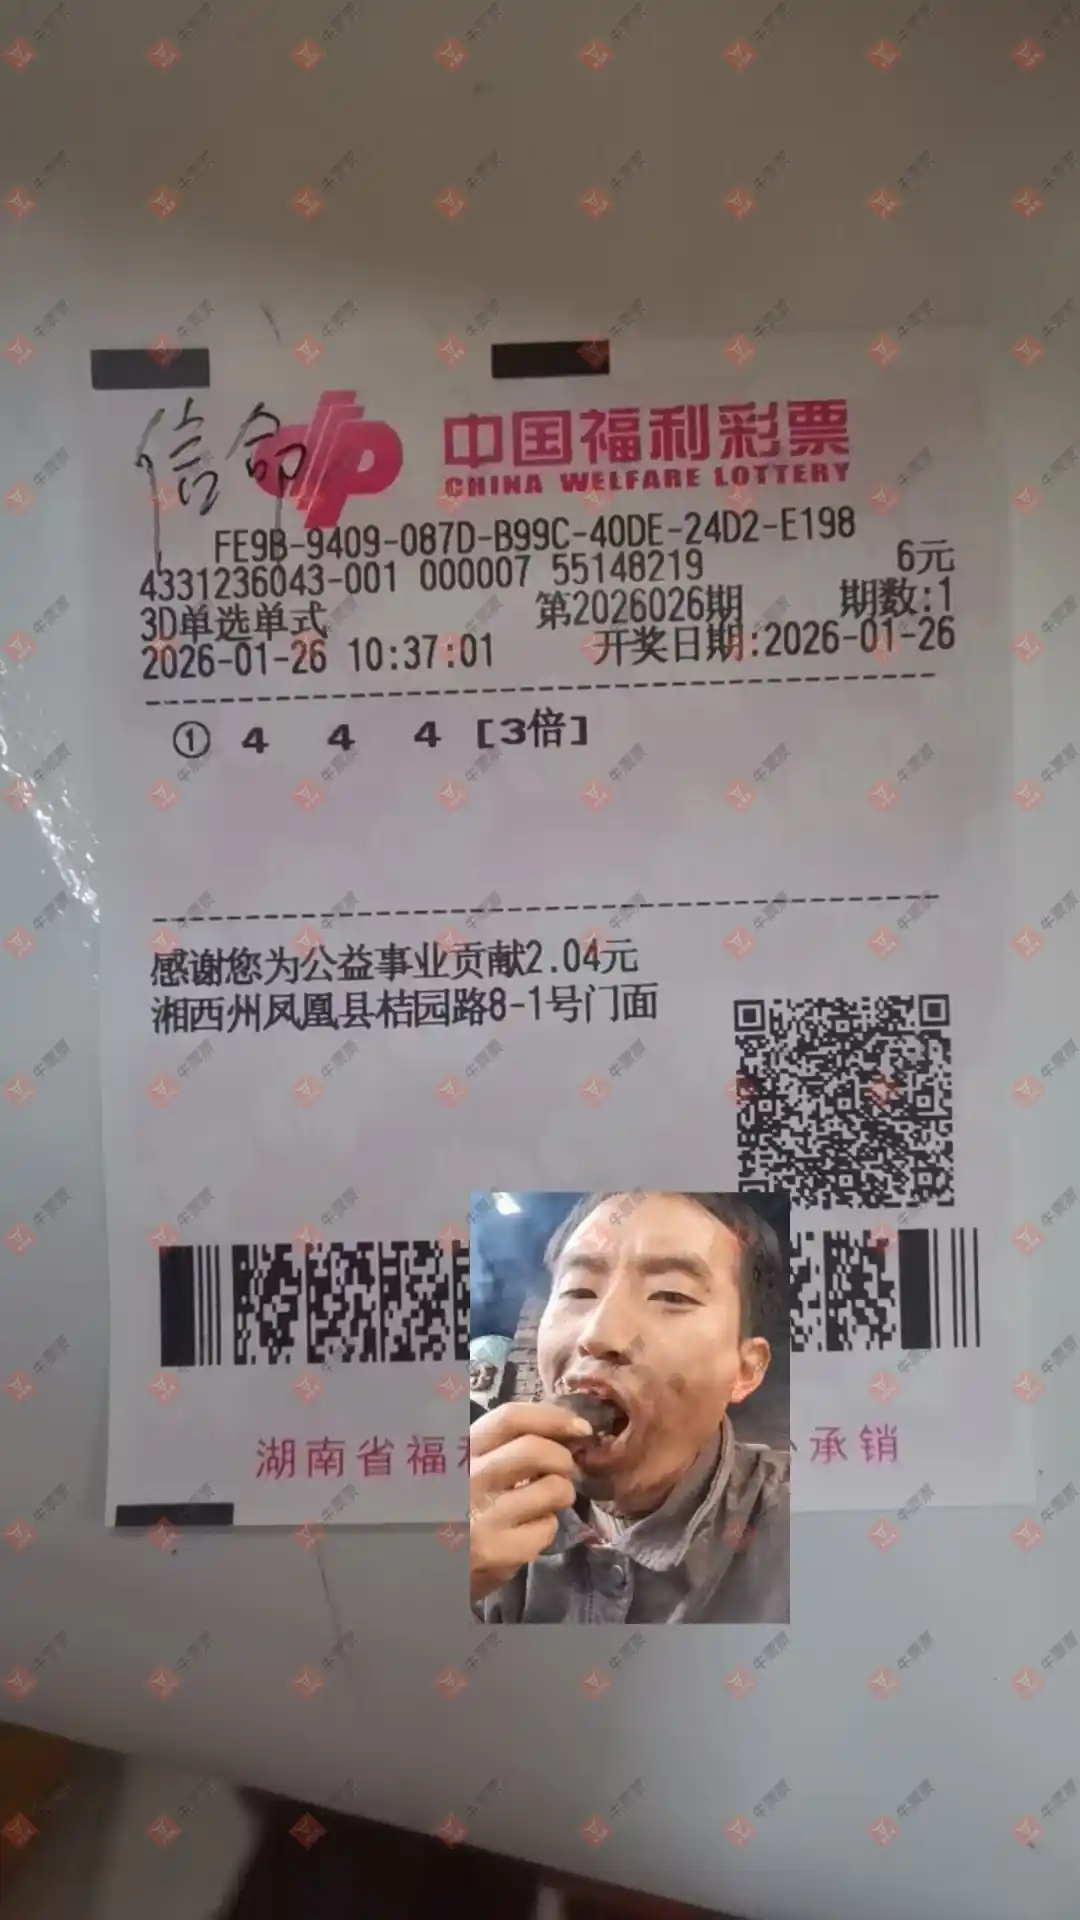 信命
中国福利彩票
CHINA WELFARE LOTTERY
FE9B-9409-087D-B99C-40DE-24D2-E198
4331236043-001 000007 55148219 6元
3D单选单式 第2026026期 期数:1
2026-01-26 10:37:01 开奖日期:2026-01-26
① 4 4 4 [3倍]
感谢您为公益事业贡献2.04元
湘西州凤凰县桔园路8-1号门面
湖南省福 承销
牛票票